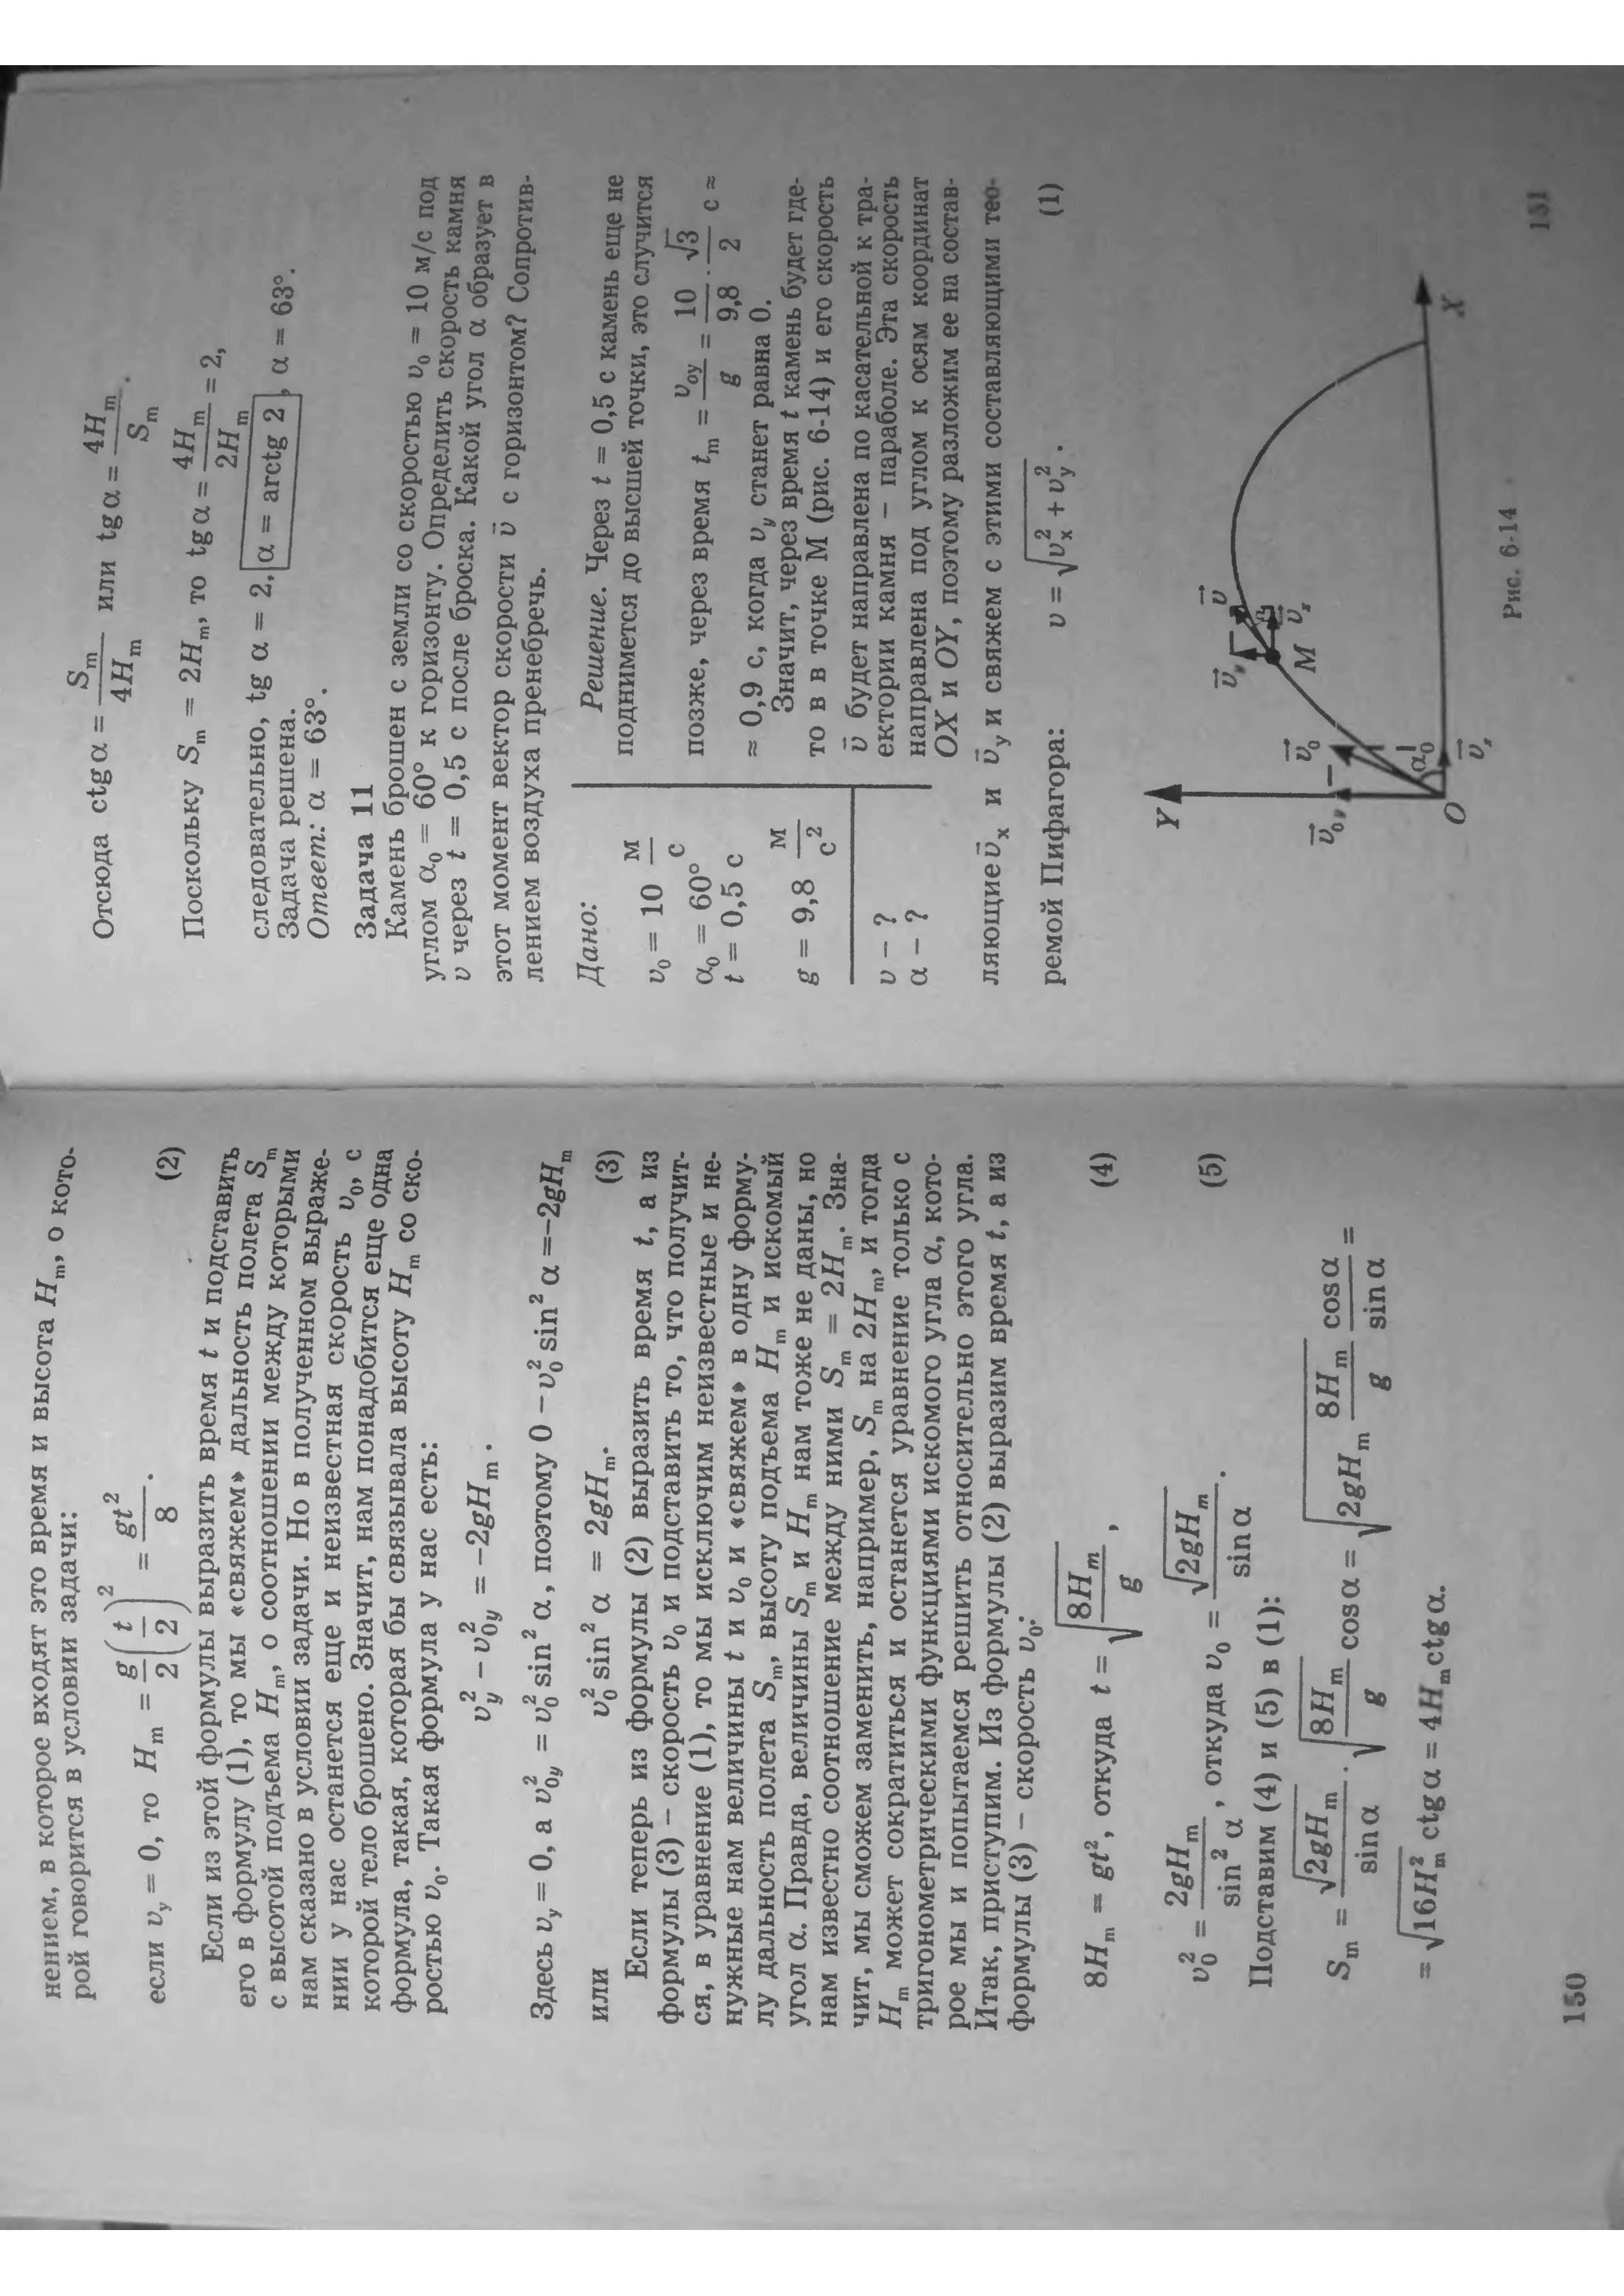 нением, в которое входят это время и высота Hₘ, о кото-
рой говорится в условии задачи:
если vᵧ = 0, то Hₘ = g/2 (t/2)² = gt²/8. (2)
Если из этой формулы выразить время t и подставить
его в формулу (1), то мы «свяжем» дальность полета Sₘ
с высотой подъема Hₘ, о соотношении между которыми
нам сказано в условии задачи. Но в полученном выраже-
нии у нас останется еще и неизвестная скорость v₀, с
которой тело брошено. Значит, нам понадобится еще одна
формула, такая, которая бы связывала высоту Hₘ со ско-
ростью v₀. Такая формула у нас есть:
vᵧ² − v₀ᵧ² = −2gHₘ.
Здесь vᵧ = 0, а v₀ᵧ² = v₀² sin² α, поэтому 0 − v₀² sin² α = −2gHₘ
или v₀² sin² α = 2gHₘ. (3)
Если теперь из формулы (2) выразить время t, а из
формулы (3) – скорость v₀ и подставить то, что получит-
ся, в уравнение (1), то мы исключим неизвестные и не-
нужные нам величины t и v₀ и «свяжем» в одну форму-
лу дальность полета Sₘ, высоту подъема Hₘ и искомый
угол α. Правда, величины Sₘ и Hₘ нам тоже не даны, но
нам известно соотношение между ними Sₘ = 2Hₘ. Зна-
чит, мы сможем заменить, например, Sₘ на 2Hₘ, и тогда
Hₘ может сократиться и останется уравнение только с
тригонометрическими функциями искомого угла α, кото-
рое мы и попытаемся решить относительно этого угла.
Итак, приступим. Из формулы (2) выразим время t, а из
формулы (3) – скорость v₀:
8Hₘ = gt², откуда t = √(8Hₘ/g), (4)
v₀² = 2gHₘ/sin² α, откуда v₀ = √(2gHₘ)/sin α. (5)
Подставим (4) и (5) в (1):
Sₘ = √(2gHₘ)/sin α · √(8Hₘ/g) cos α = √(2gHₘ 8Hₘ/g) cos α/sin α =
= √(16Hₘ²) ctg α = 4Hₘ ctg α.
150
Отсюда ctg α = Sₘ/4Hₘ или tg α = 4Hₘ/Sₘ.
Поскольку Sₘ = 2Hₘ, то tg α = 4Hₘ/2Hₘ = 2,
следовательно, tg α = 2, α = arctg 2, α = 63°.
Задача решена.
Ответ: α = 63°.
Задача 11
Камень брошен с земли со скоростью v₀ = 10 м/с под
углом α₀ = 60° к горизонту. Определить скорость камня
v через t = 0,5 с после броска. Какой угол α образует в
этот момент вектор скорости v⃗ с горизонтом? Сопротив-
лением воздуха пренебречь.
Дано:
v₀ = 10 м/с
α₀ = 60°
t = 0,5 с
g = 9,8 м/с²
v – ?
α – ?
Решение. Через t = 0,5 с камень еще не
поднимется до высшей точки, это случится
позже, через время tₘ = v₀ᵧ/g = 10/9,8 · √3/2 с ≈
≈ 0,9 с, когда vᵧ станет равна 0.
Значит, через время t камень будет где-
то в в точке М (рис. 6-14) и его скорость
v⃗ будет направлена по касательной к тра-
ектории камня – параболе. Эта скорость
направлена под углом к осям координат
OX и OY, поэтому разложим ее на состав-
ляющие v⃗ₓ и v⃗ᵧ и свяжем с этими составляющими тео-
ремой Пифагора: v = √(vₓ² + vᵧ²). (1)
Y
v⃗₀ᵧ
v⃗₀
α₀
O
v⃗ₓ
v⃗ᵧ
v⃗
M
v⃗ₓ
X
Рис. 6-14
151